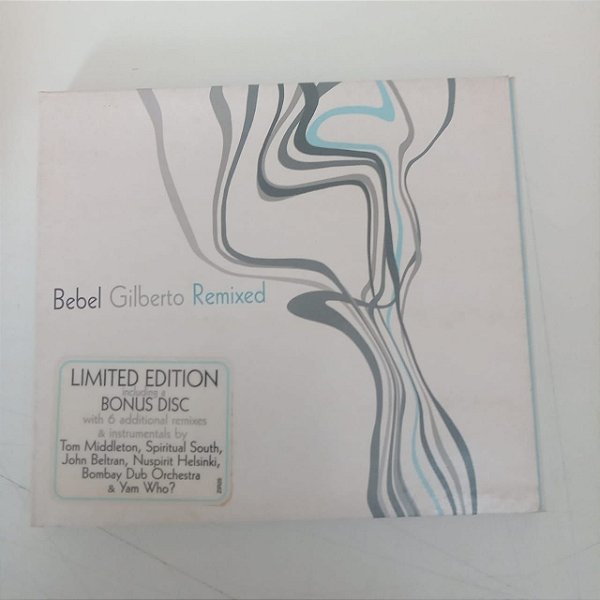 Bebel Gilberto Remixed
LIMITED EDITION
including a
BONUS DISC
with 6 additional remixes
& instrumentals by
Tom Middleton, Spiritual South,
John Beltran, Nuspirit Helsinki,
Bombay Dub Orchestra
& Yam Who?